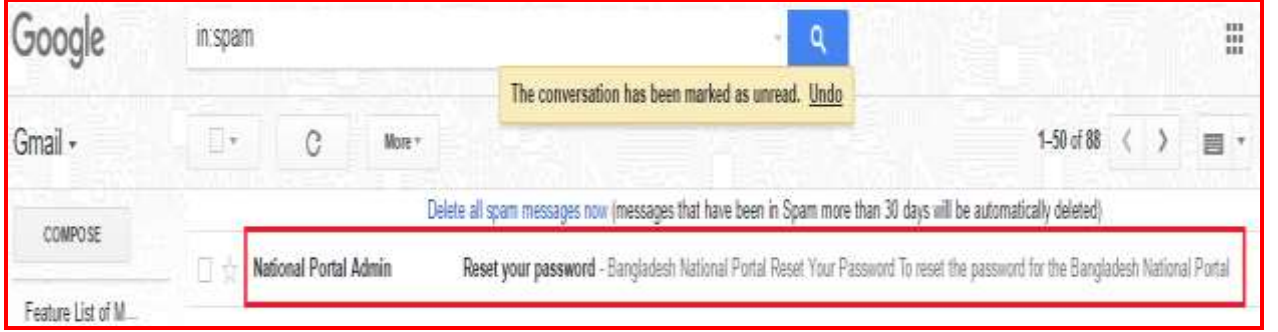 Google
in:spam
The conversation has been marked as unread. Undo
Gmail
More
1–50 of 88
Delete all spam messages now (messages that have been in Spam more than 30 days will be automatically deleted)
COMPOSE
National Portal Admin Reset your password - Bangladesh National Portal Reset Your Password To reset the password for the Bangladesh National Portal
Feature List of M...